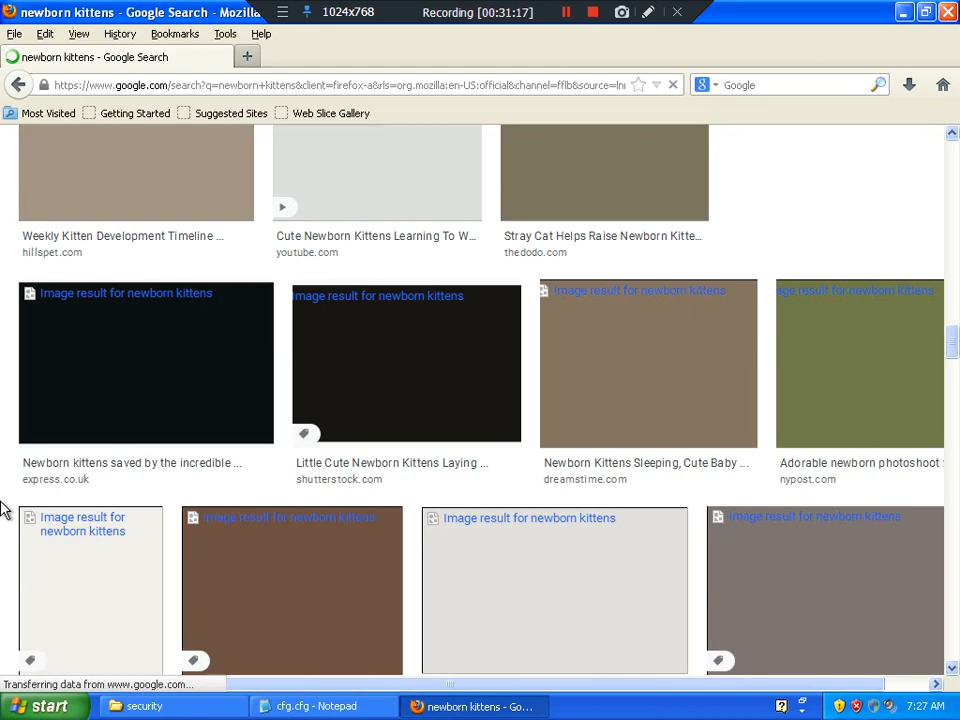 newborn kittens - Google Search - Mozilla
1024x768
Recording [00:31:17]
File Edit View History Bookmarks Tools Help
newborn kittens - Google Search
https://www.google.com/search?q=newborn+kittens&client=firefox-a&rls=org.mozilla:en-US:official&channel=fflb&source=lnr
Google
Most Visited Getting Started Suggested Sites Web Slice Gallery
Weekly Kitten Development Timeline ...
hillspet.com
Cute Newborn Kittens Learning To W...
youtube.com
Stray Cat Helps Raise Newborn Kitte...
thedodo.com
Image result for newborn kittens
Image result for newborn kittens
Image result for newborn kittens
age result for newborn kittens
Newborn kittens saved by the incredible ...
express.co.uk
Little Cute Newborn Kittens Laying ...
shutterstock.com
Newborn Kittens Sleeping, Cute Baby ...
dreamstime.com
Adorable newborn photoshoot
nypost.com
Image result for
newborn kittens
Image result for newborn kittens
Image result for newborn kittens
Image result for newborn kittens
Transferring data from www.google.com...
start
security
cfg.cfg - Notepad
newborn kittens - Go...
7:27 AM